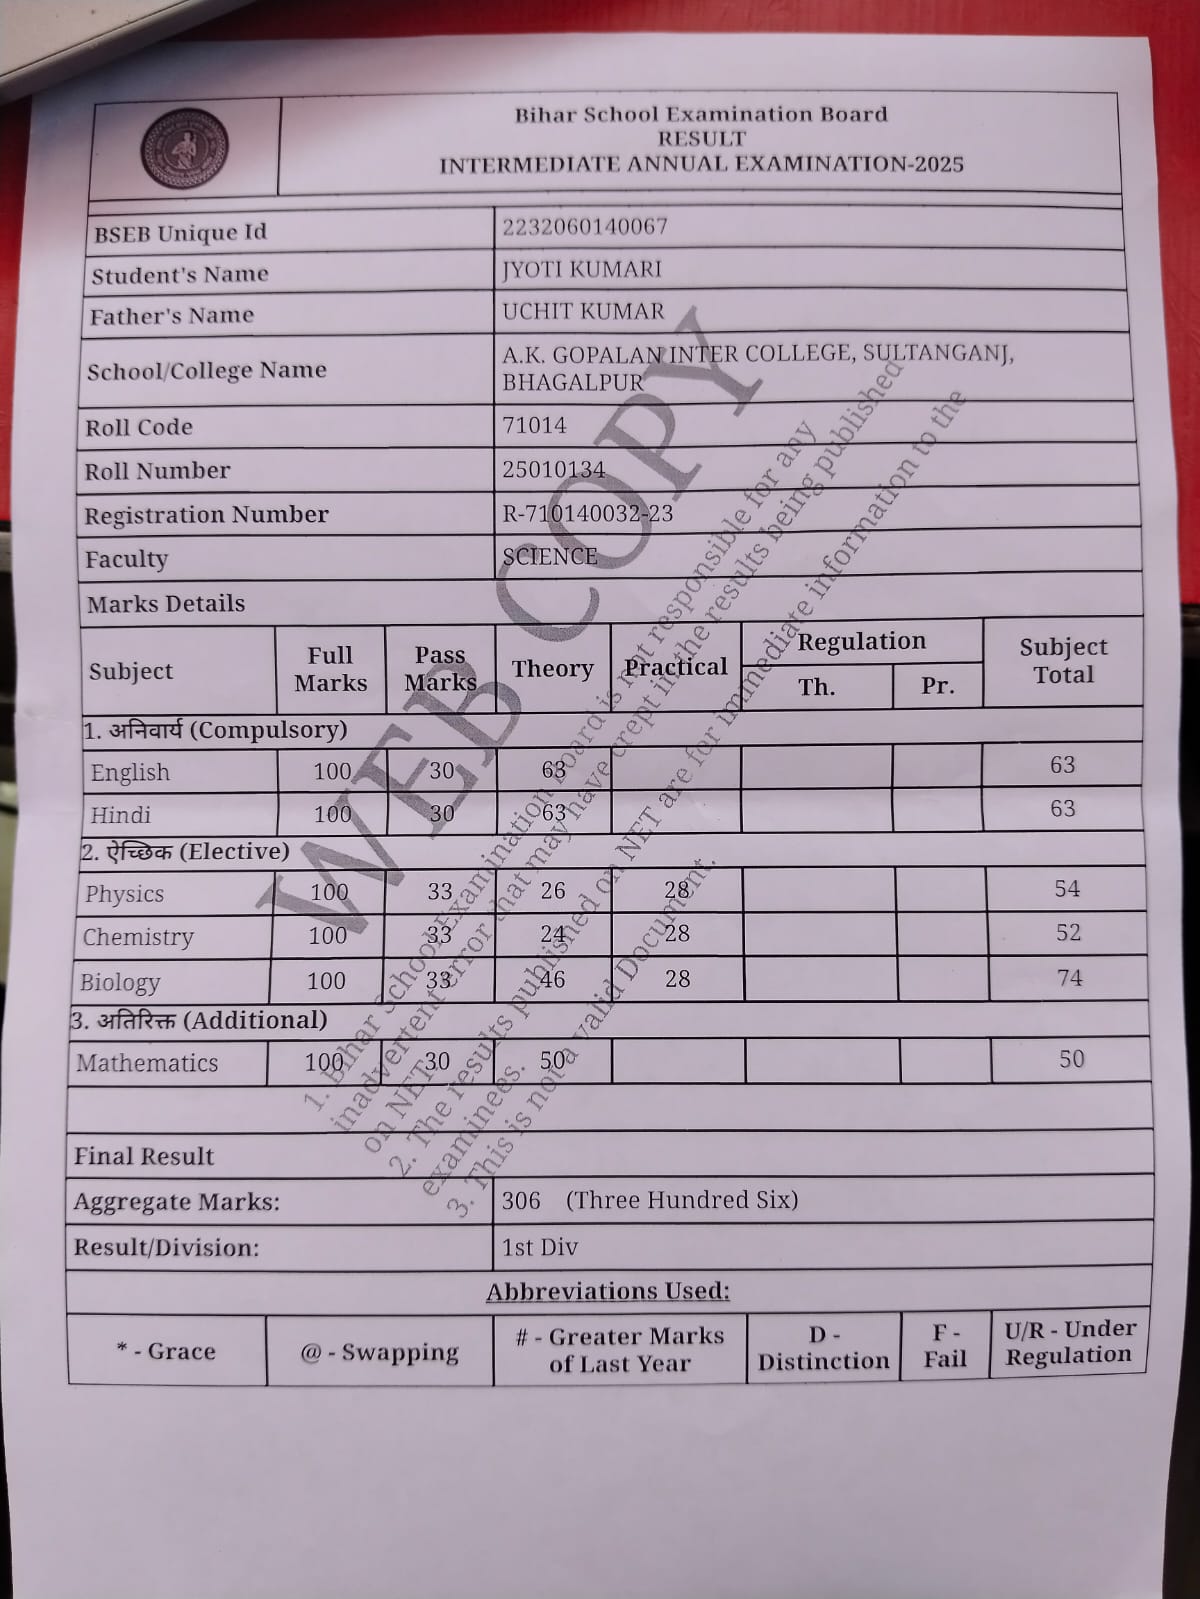 Bihar School Examination Board
RESULT
INTERMEDIATE ANNUAL EXAMINATION-2025
BSEB Unique Id 2232060140067
Student's Name JYOTI KUMARI
Father's Name UCHIT KUMAR
School/College Name A.K. GOPALAN INTER COLLEGE, SULTANGANJ,
BHAGALPUR
Roll Code 71014
Roll Number 25010134
Registration Number R-710140032-23
Faculty SCIENCE
Marks Details
Subject Full Marks Pass Marks Theory Practical Regulation Th. Pr. Subject Total
1. अनिवार्य (Compulsory)
English 100 30 63 63
Hindi 100 30 63 63
2. ऐच्छिक (Elective)
Physics 100 33 26 28 54
Chemistry 100 33 24 28 52
Biology 100 33 46 28 74
3. अतिरिक्त (Additional)
Mathematics 100 30 50 50
Final Result
Aggregate Marks: 306 (Three Hundred Six)
Result/Division: 1st Div
Abbreviations Used:
* - Grace @ - Swapping # - Greater Marks of Last Year D - Distinction F - Fail U/R - Under Regulation
WEB COPY
1. Bihar School Examination Board is not responsible for any
inadvertent error that may have crept in the results being published
on NET.
2. The results published on NET are for immediate information to the
examinees.
3. This is not a valid Document.